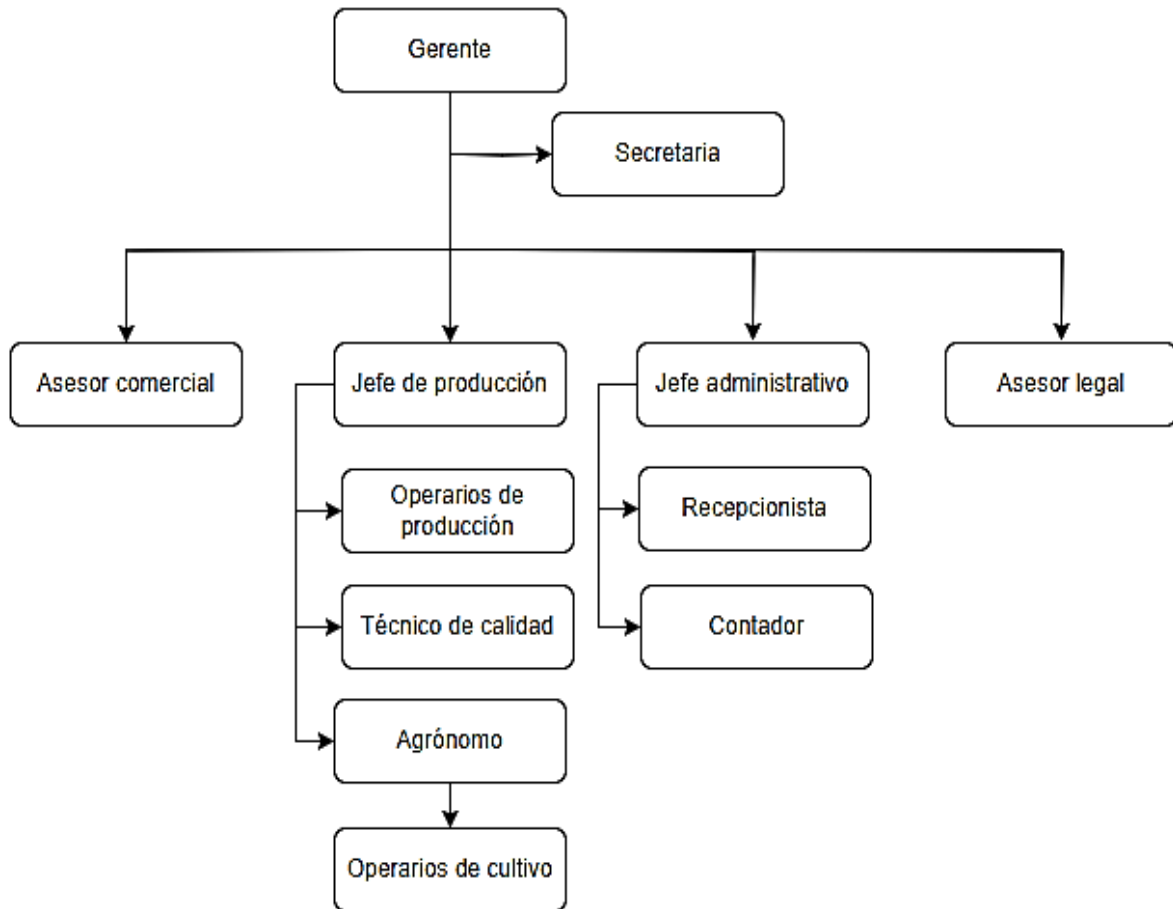 Gerente
Secretaria
Asesor comercial
Jefe de producción
Jefe administrativo
Asesor legal
Operarios de
producción
Recepcionista
Técnico de calidad
Contador
Agrónomo
Operarios de cultivo